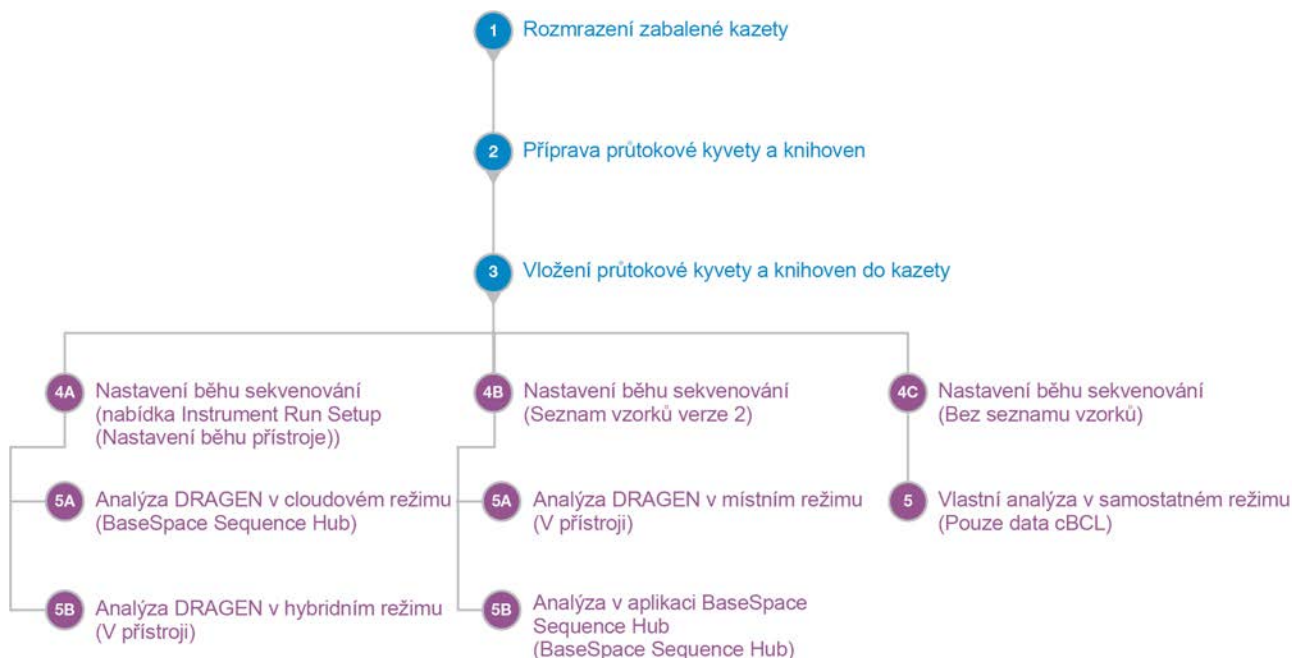 1 Rozmrazení zabalené kazety
2 Příprava průtokové kyvety a knihoven
3 Vložení průtokové kyvety a knihoven do kazety
4A Nastavení běhu sekvenování
(nabídka Instrument Run Setup
(Nastavení běhu přístroje))
5A Analýza DRAGEN v cloudovém režimu
(BaseSpace Sequence Hub)
5B Analýza DRAGEN v hybridním režimu
(V přístroji)
4B Nastavení běhu sekvenování
(Seznam vzorků verze 2)
5A Analýza DRAGEN v místním režimu
(V přístroji)
5B Analýza v aplikaci BaseSpace
Sequence Hub
(BaseSpace Sequence Hub)
4C Nastavení běhu sekvenování
(Bez seznamu vzorků)
5 Vlastní analýza v samostatném režimu
(Pouze data cBCL)